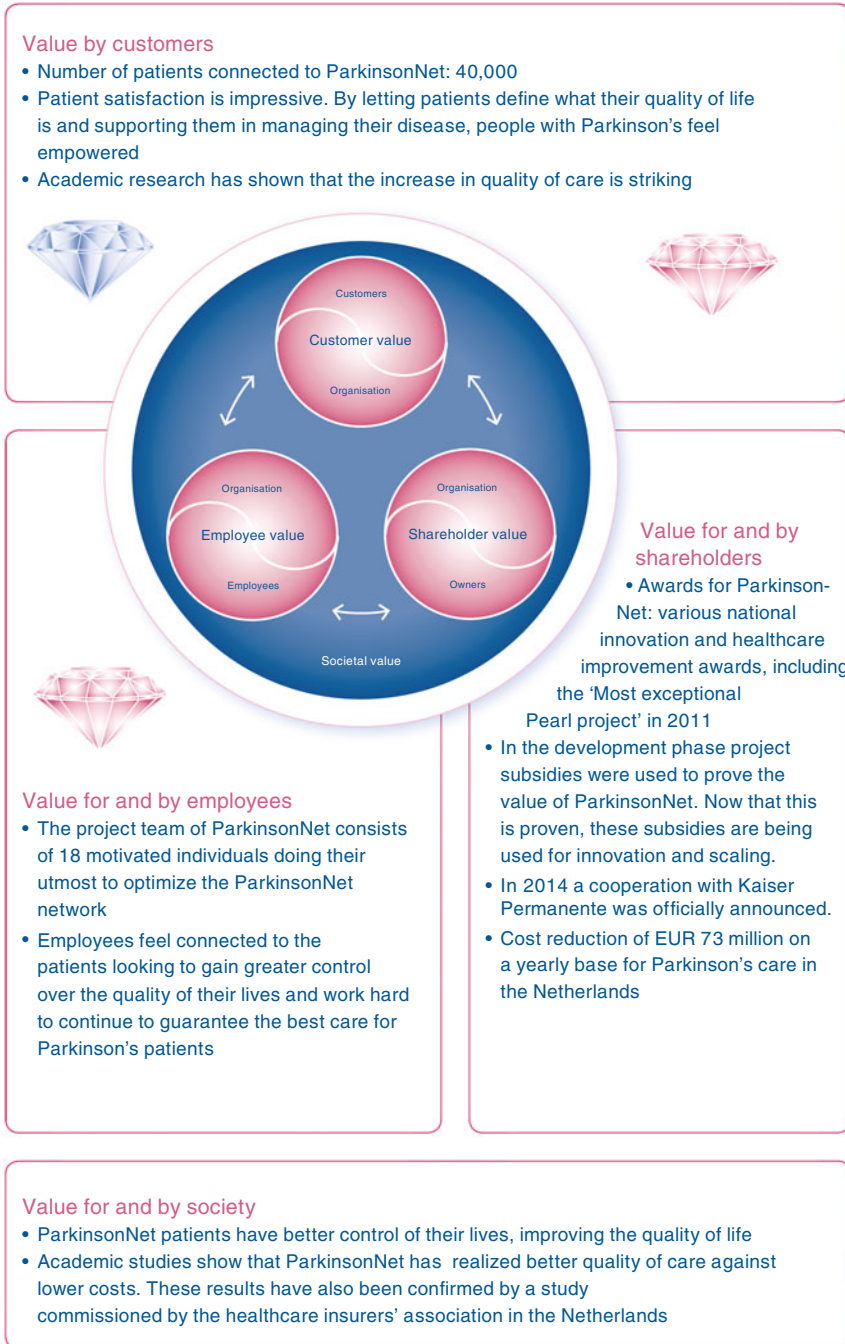 Value by customers
• Number of patients connected to ParkinsonNet: 40,000
• Patient satisfaction is impressive. By letting patients define what their quality of life
is and supporting them in managing their disease, people with Parkinson's feel
empowered
• Academic research has shown that the increase in quality of care is striking
Customers
Customer value
Organisation
Organisation
Employee value
Employees
Organisation
Shareholder value
Owners
Societal value
Value for and by employees
• The project team of ParkinsonNet consists
of 18 motivated individuals doing their
utmost to optimize the ParkinsonNet
network
• Employees feel connected to the
patients looking to gain greater control
over the quality of their lives and work hard
to continue to guarantee the best care for
Parkinson's patients
Value for and by
shareholders
• Awards for Parkinson-
Net: various national
innovation and healthcare
improvement awards, including
the ‘Most exceptional
Pearl project’ in 2011
• In the development phase project
subsidies were used to prove the
value of ParkinsonNet. Now that this
is proven, these subsidies are being
used for innovation and scaling.
• In 2014 a cooperation with Kaiser
Permanente was officially announced.
• Cost reduction of EUR 73 million on
a yearly base for Parkinson's care in
the Netherlands
Value for and by society
• ParkinsonNet patients have better control of their lives, improving the quality of life
• Academic studies show that ParkinsonNet has realized better quality of care against
lower costs. These results have also been confirmed by a study
commissioned by the healthcare insurers' association in the Netherlands